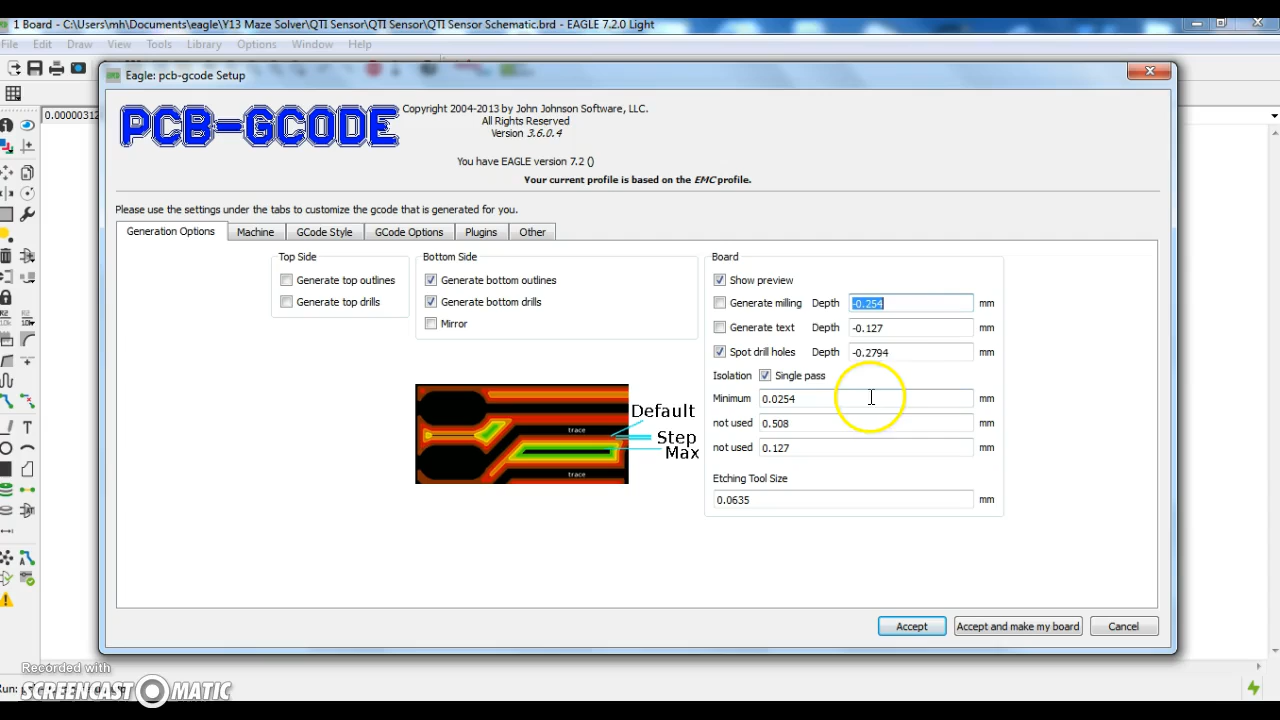 1 Board - C:\Users\mh\Documents\eagle\Y13 Maze Solver\QTI Sensor\QTI Sensor\QTI Sensor Schematic.brd - EAGLE 7.2.0 Light
File Edit Draw View Tools Library Options Window Help
Eagle: pcb-gcode Setup
PCB-GCODE
Copyright 2004-2013 by John Johnson Software, LLC.
All Rights Reserved
Version 3.6.0.4
0.0000312
You have EAGLE version 7.2 ()
Your current profile is based on the EMC profile.
Please use the settings under the tabs to customize the gcode that is generated for you.
Generation Options Machine GCode Style GCode Options Plugins Other
Top Side
Generate top outlines
Generate top drills
Bottom Side
Generate bottom outlines
Generate bottom drills
Mirror
Board
Show preview
Generate milling Depth -0.254 mm
Generate text Depth -0.127 mm
Spot drill holes Depth -0.2794 mm
Isolation Single pass
Minimum 0.0254 mm
not used 0.508 mm
not used 0.127 mm
Etching Tool Size
0.0635 mm
Default
trace
Step
Max
trace
Accept Accept and make my board Cancel
Recorded with
SCREENCAST MATIC
Run: